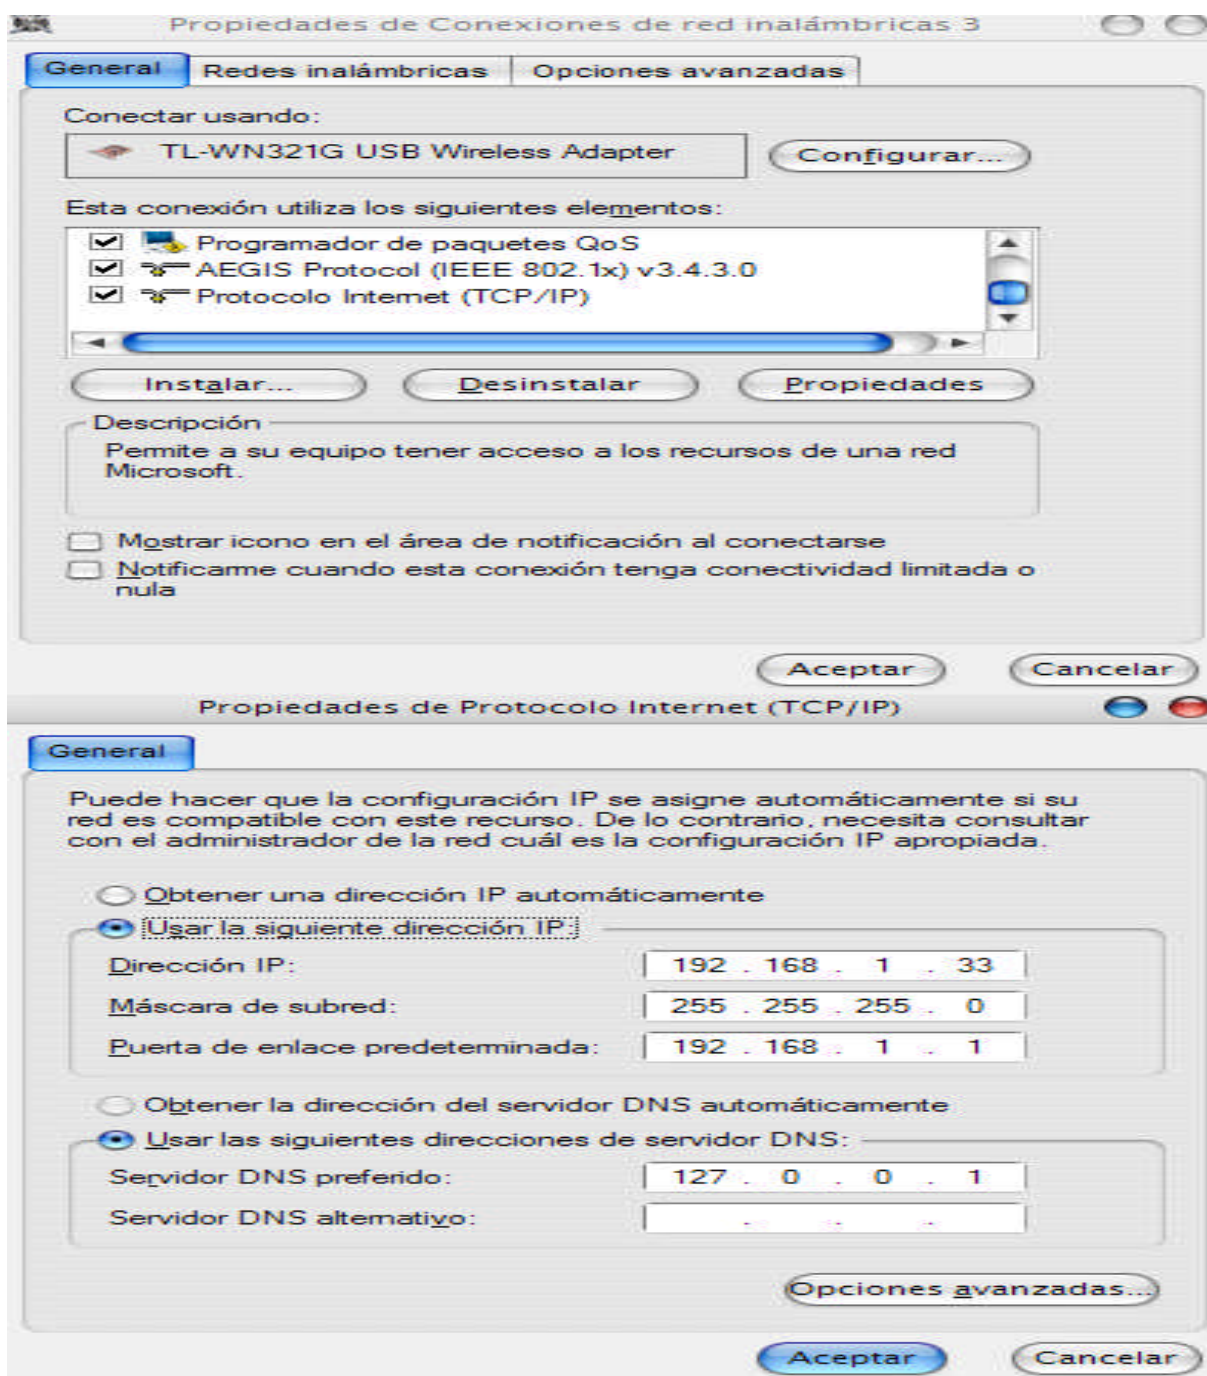 Propiedades de Conexiones de red inalámbricas 3
General Redes inalámbricas Opciones avanzadas
Conectar usando:
TL-WN321G USB Wireless Adapter Configurar...
Esta conexión utiliza los siguientes elementos:
Programador de paquetes QoS
AEGIS Protocol (IEEE 802.1x) v3.4.3.0
Protocolo Internet (TCP/IP)
Instalar... Desinstalar Propiedades
Descripción
Permite a su equipo tener acceso a los recursos de una red
Microsoft.
Mostrar icono en el área de notificación al conectarse
Notificarme cuando esta conexión tenga conectividad limitada o
nula
Aceptar Cancelar
Propiedades de Protocolo Internet (TCP/IP)
General
Puede hacer que la configuración IP se asigne automáticamente si su
red es compatible con este recurso. De lo contrario, necesita consultar
con el administrador de la red cuál es la configuración IP apropiada.
Obtener una dirección IP automáticamente
Usar la siguiente dirección IP:
Dirección IP: 192 . 168 . 1 . 33
Máscara de subred: 255 . 255 . 255 . 0
Puerta de enlace predeterminada: 192 . 168 . 1 . 1
Obtener la dirección del servidor DNS automáticamente
Usar las siguientes direcciones de servidor DNS:
Servidor DNS preferido: 127 . 0 . 0 . 1
Servidor DNS alternativo: . . .
Opciones avanzadas...
Aceptar Cancelar